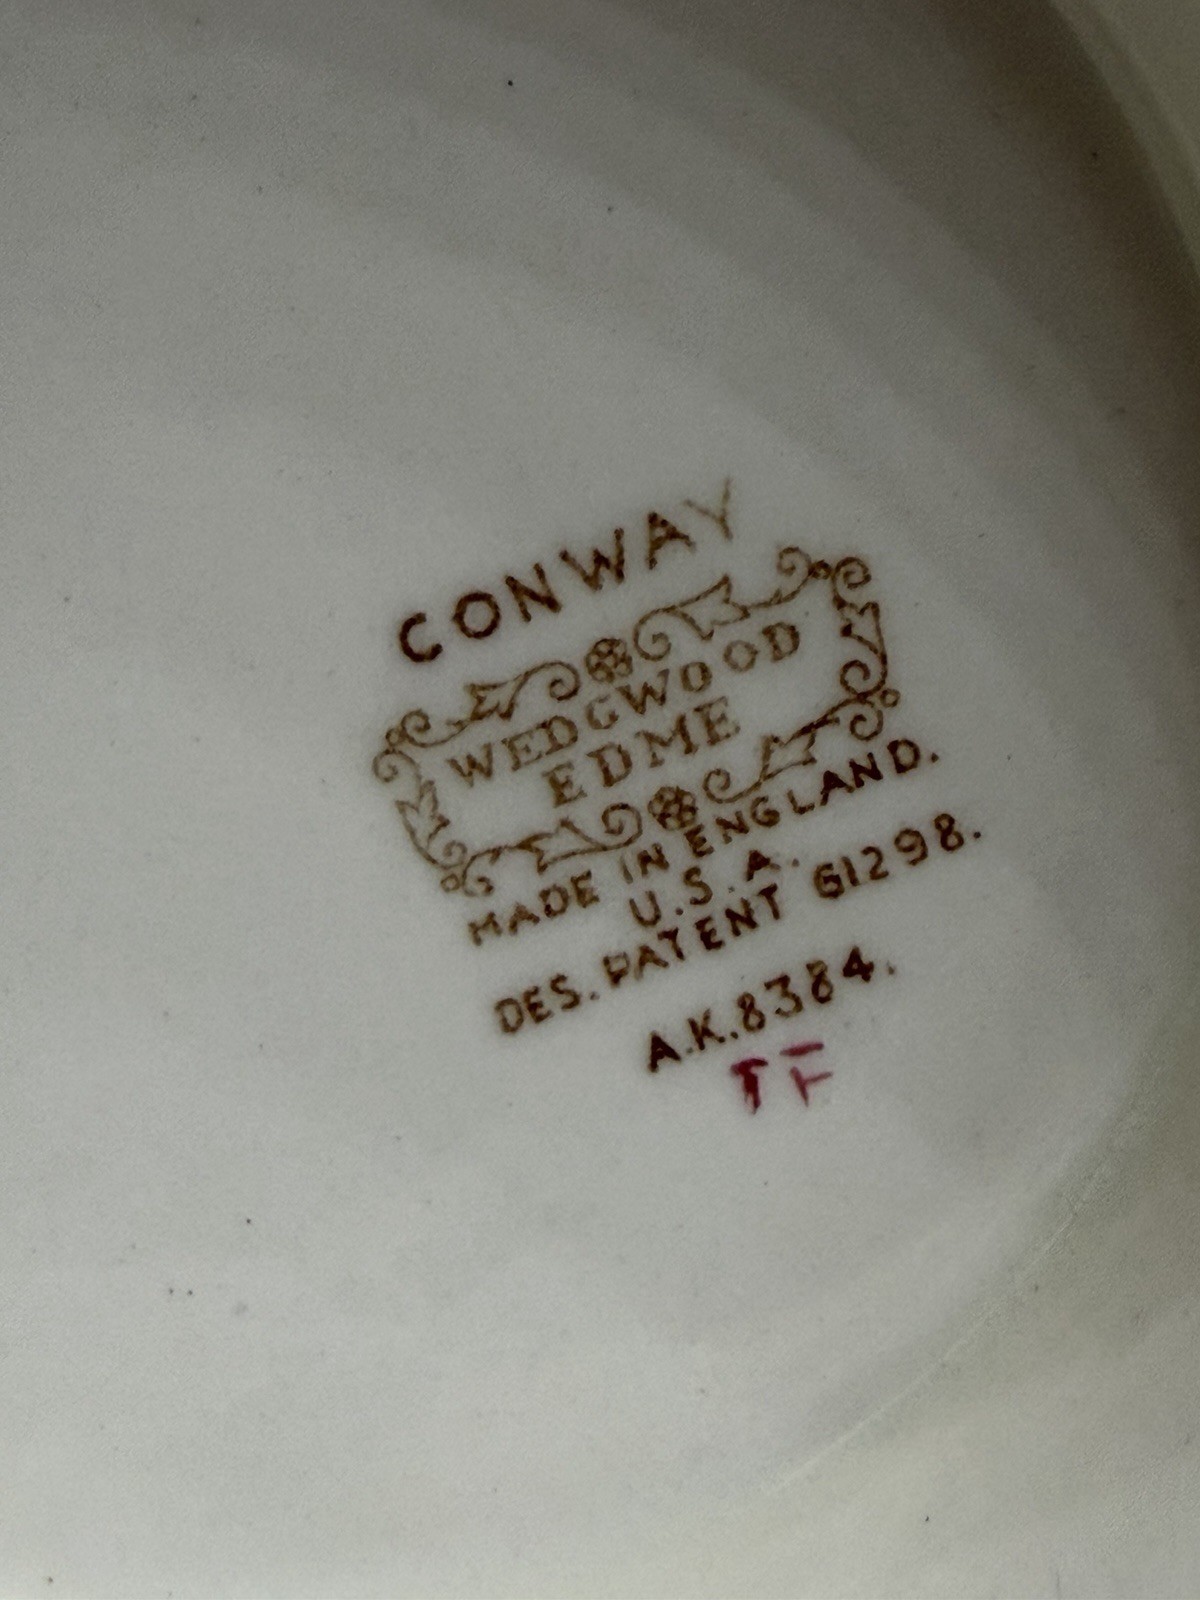 CONWAY
WEDGWOOD
EDME
MADE IN ENGLAND.
U.S.A.
DES. PATENT 61298.
A.K.8384.
TF